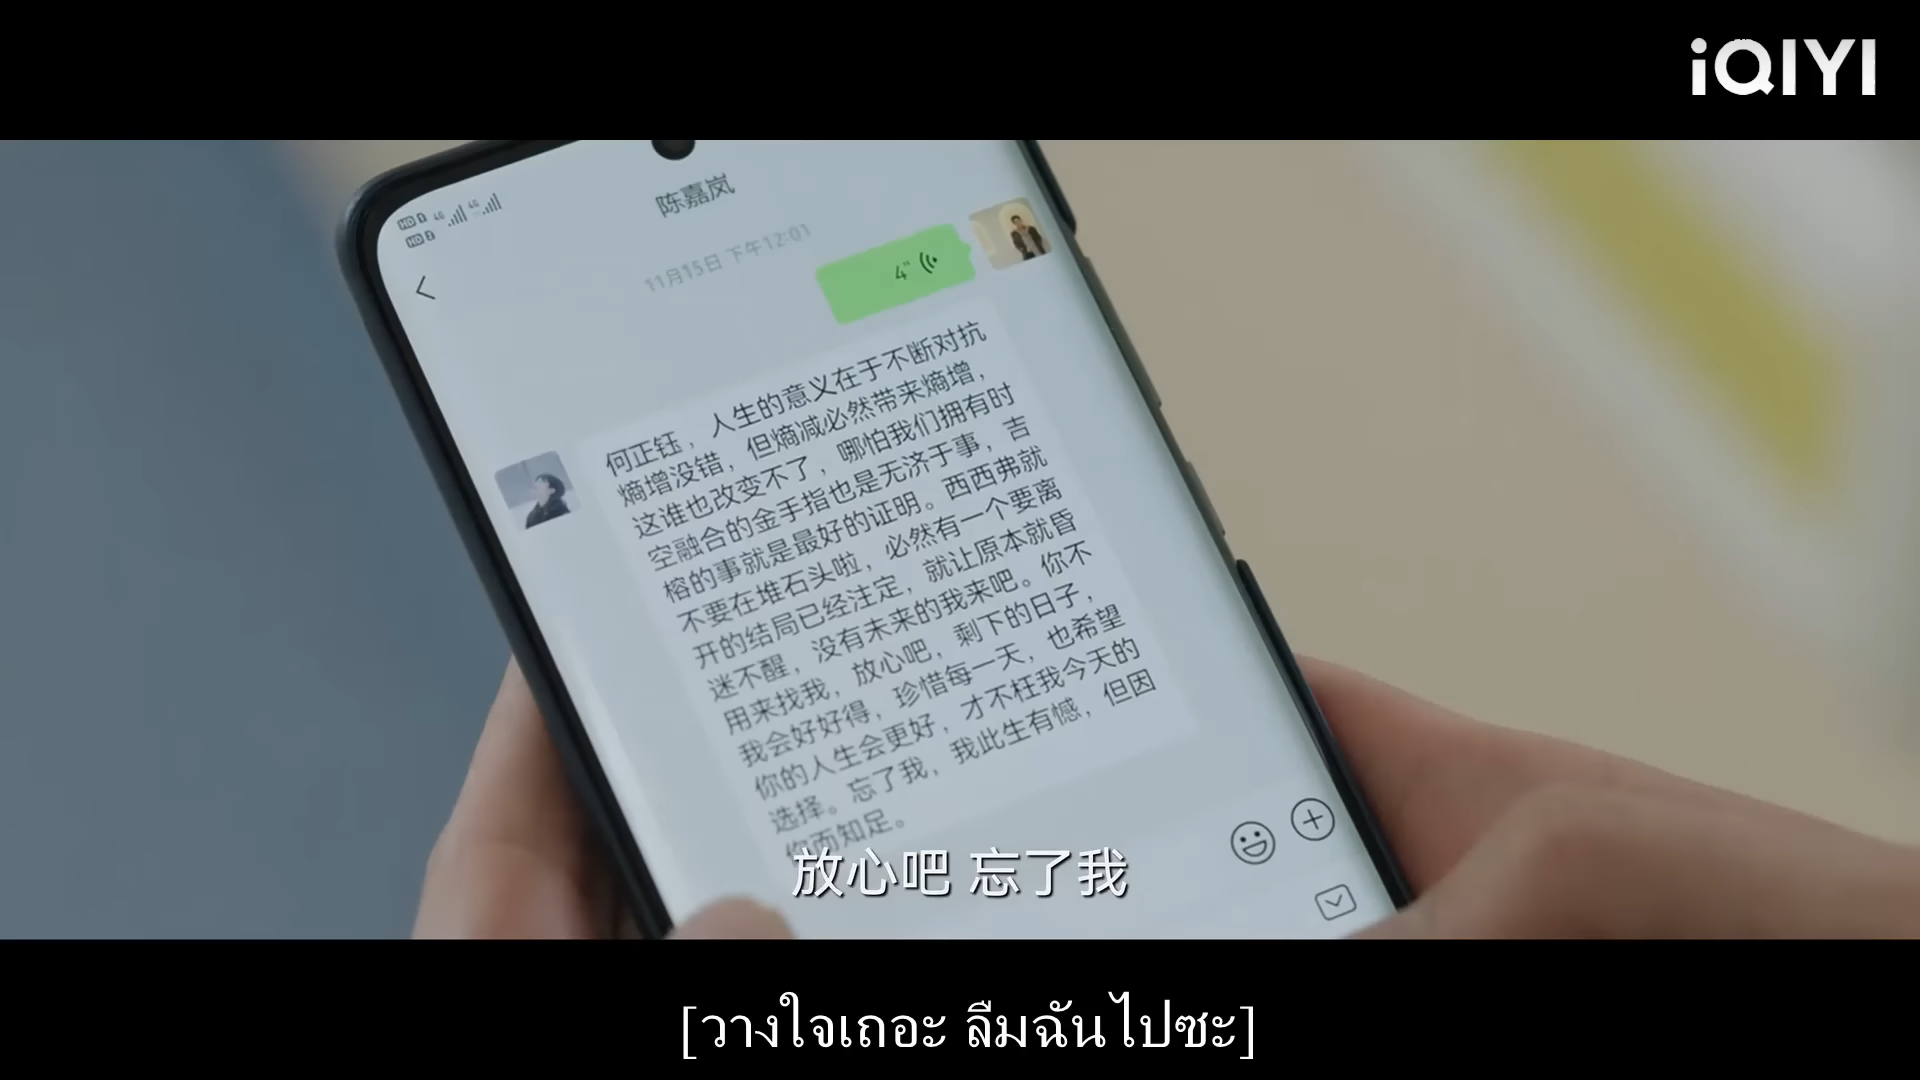 iQIYI
HD 1 4G 4G
HD 2
陈嘉岚
11月15日 下午12:01
4"
何正钰，人生的意义在于不断对抗
熵增没错，但熵减必然带来熵增，
这谁也改变不了，哪怕我们拥有时
空融合的金手指也是无济于事，吉
榕的事就是最好的证明。西西弗就
不要在堆石头啦，必然有一个要离
开的结局已经注定，就让原本就昏
迷不醒，没有未来的我来吧。你不
用来找我，放心吧，剩下的日子，
我会好好得，珍惜每一天，也希望
你的人生会更好，才不枉我今天的
选择。忘了我，我此生有憾，但因
你而知足。
放心吧 忘了我
[วางใจเถอะ ลืมฉันไปซะ]